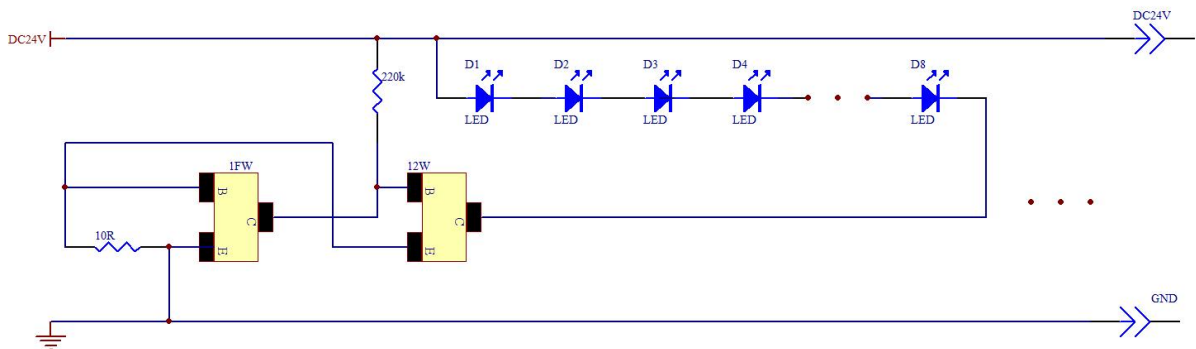 DC24V
DC24V
220k
D1
D2
D3
D4
D8
LED
LED
LED
LED
LED
1FW
12W
B
C
E
B
C
E
10R
GND